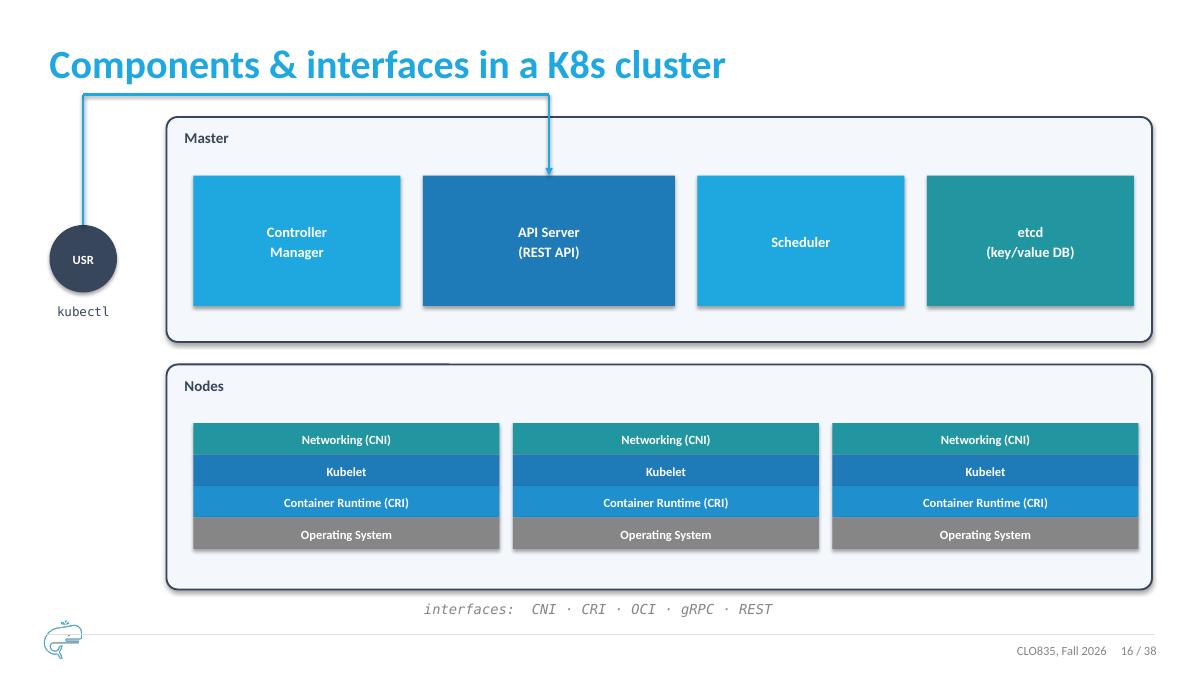 Components & interfaces in a K8s cluster
Master
Controller
Manager
API Server
(REST API)
Scheduler
etcd
(key/value DB)
USR
kubectl
Nodes
Networking (CNI)
Kubelet
Container Runtime (CRI)
Operating System
Networking (CNI)
Kubelet
Container Runtime (CRI)
Operating System
Networking (CNI)
Kubelet
Container Runtime (CRI)
Operating System
interfaces: CNI · CRI · OCI · gRPC · REST
CLO835, Fall 2026 16 / 38